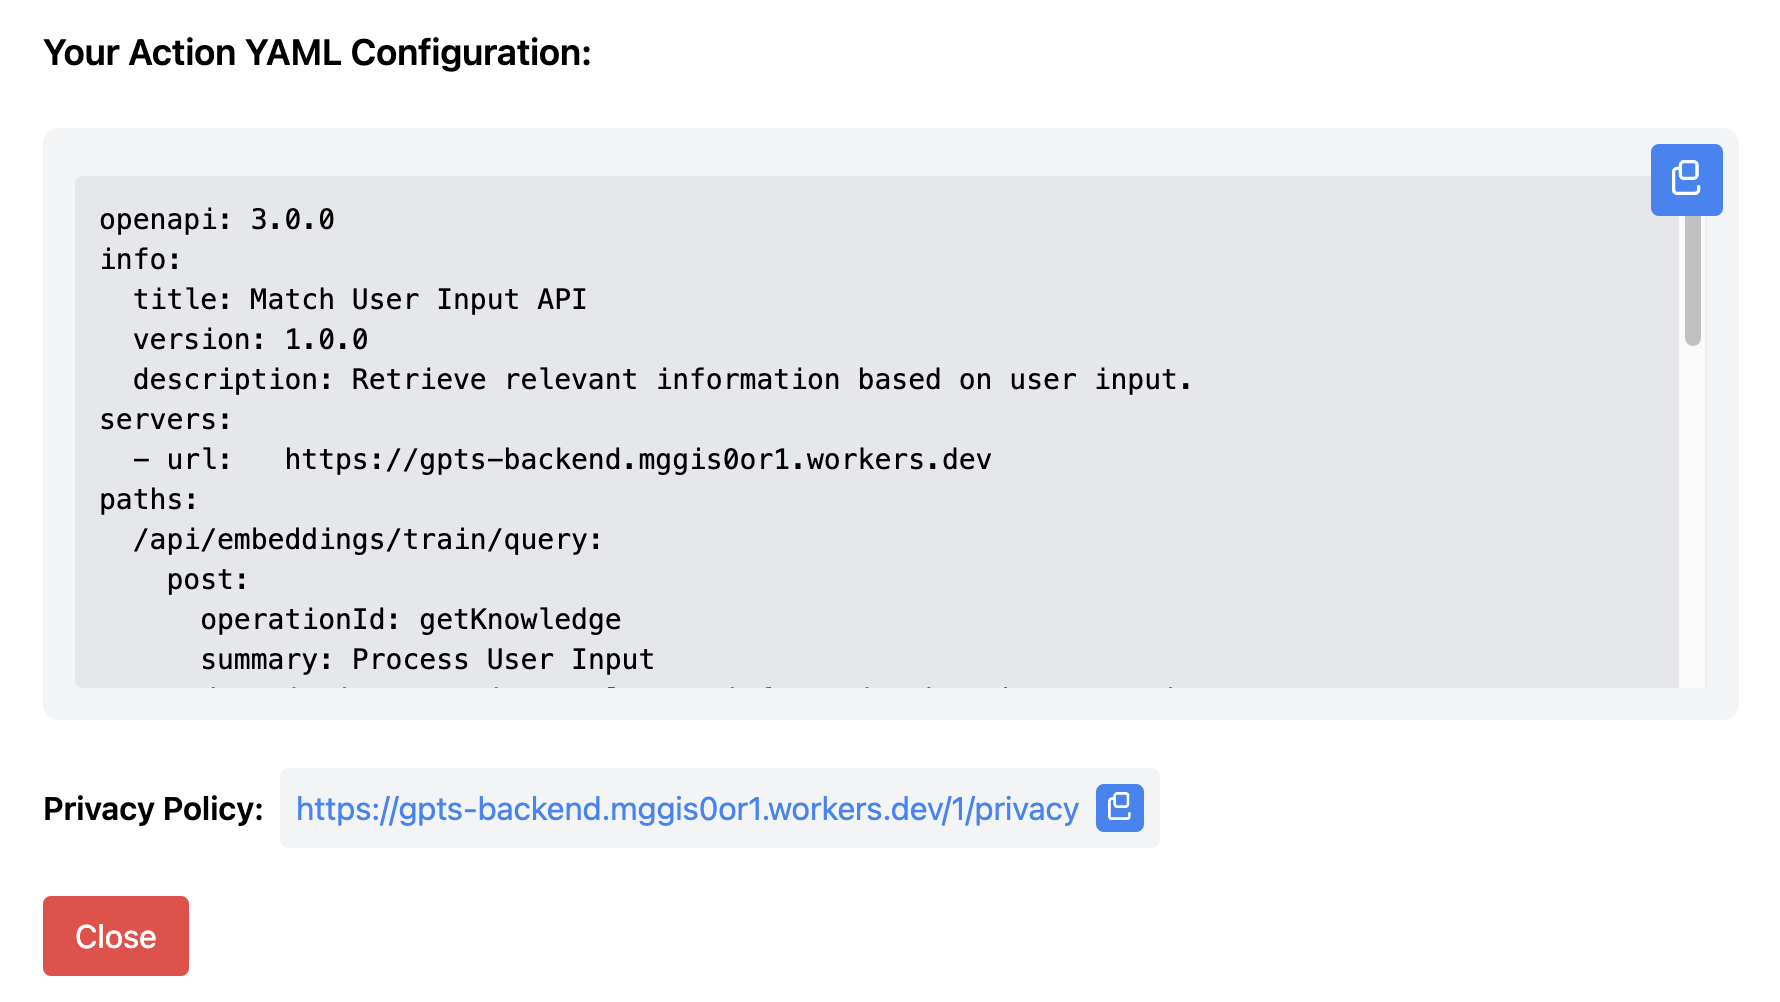 Your Action YAML Configuration:
openapi: 3.0.0
info:
  title: Match User Input API
  version: 1.0.0
  description: Retrieve relevant information based on user input.
servers:
  - url:   https://gpts-backend.mggis0or1.workers.dev
paths:
  /api/embeddings/train/query:
    post:
      operationId: getKnowledge
      summary: Process User Input
Privacy Policy: https://gpts-backend.mggis0or1.workers.dev/1/privacy
Close